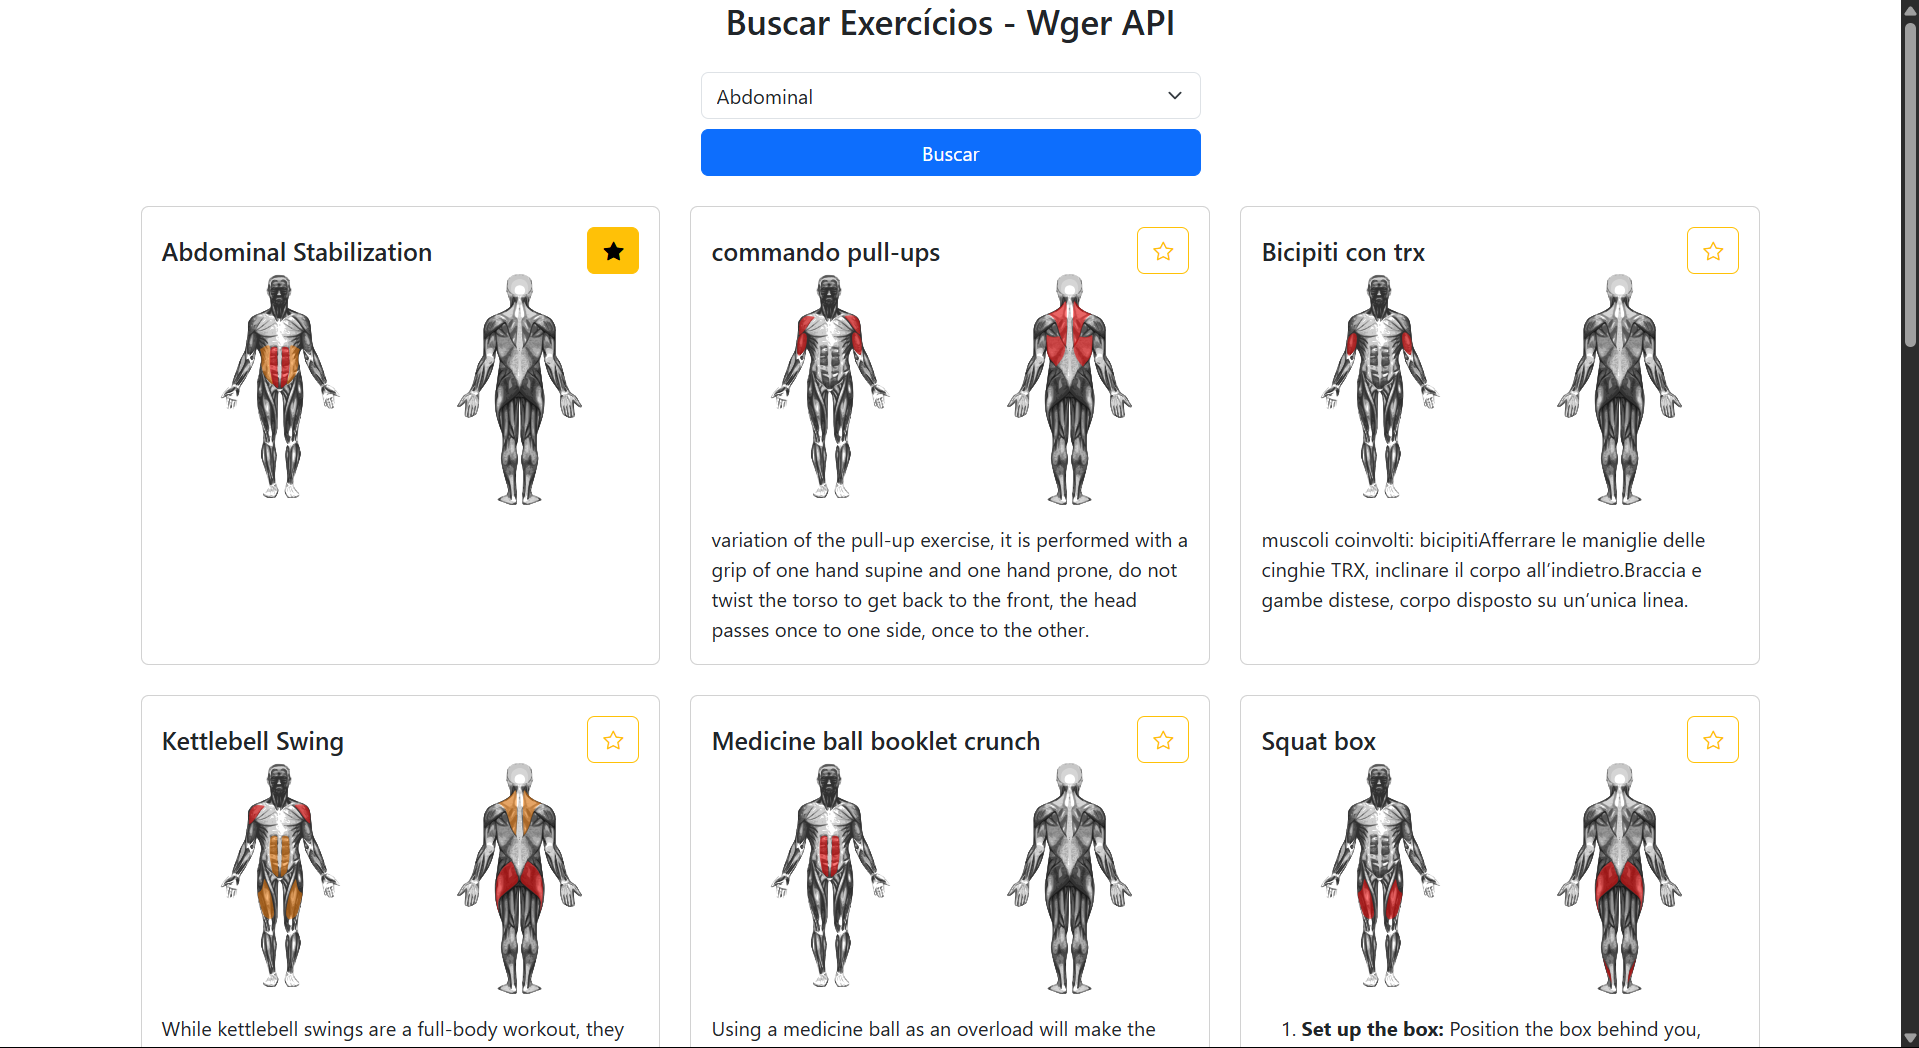 Buscar Exercícios - Wger API
Abdominal
Buscar
Abdominal Stabilization
commando pull-ups
variation of the pull-up exercise, it is performed with a
grip of one hand supine and one hand prone, do not
twist the torso to get back to the front, the head
passes once to one side, once to the other.
Bicipiti con trx
muscoli coinvolti: bicipitiAfferrare le maniglie delle
cinghie TRX, inclinare il corpo all’indietro.Braccia e
gambe distese, corpo disposto su un’unica linea.
Kettlebell Swing
While kettlebell swings are a full-body workout, they
Medicine ball booklet crunch
Using a medicine ball as an overload will make the
Squat box
1. Set up the box: Position the box behind you,